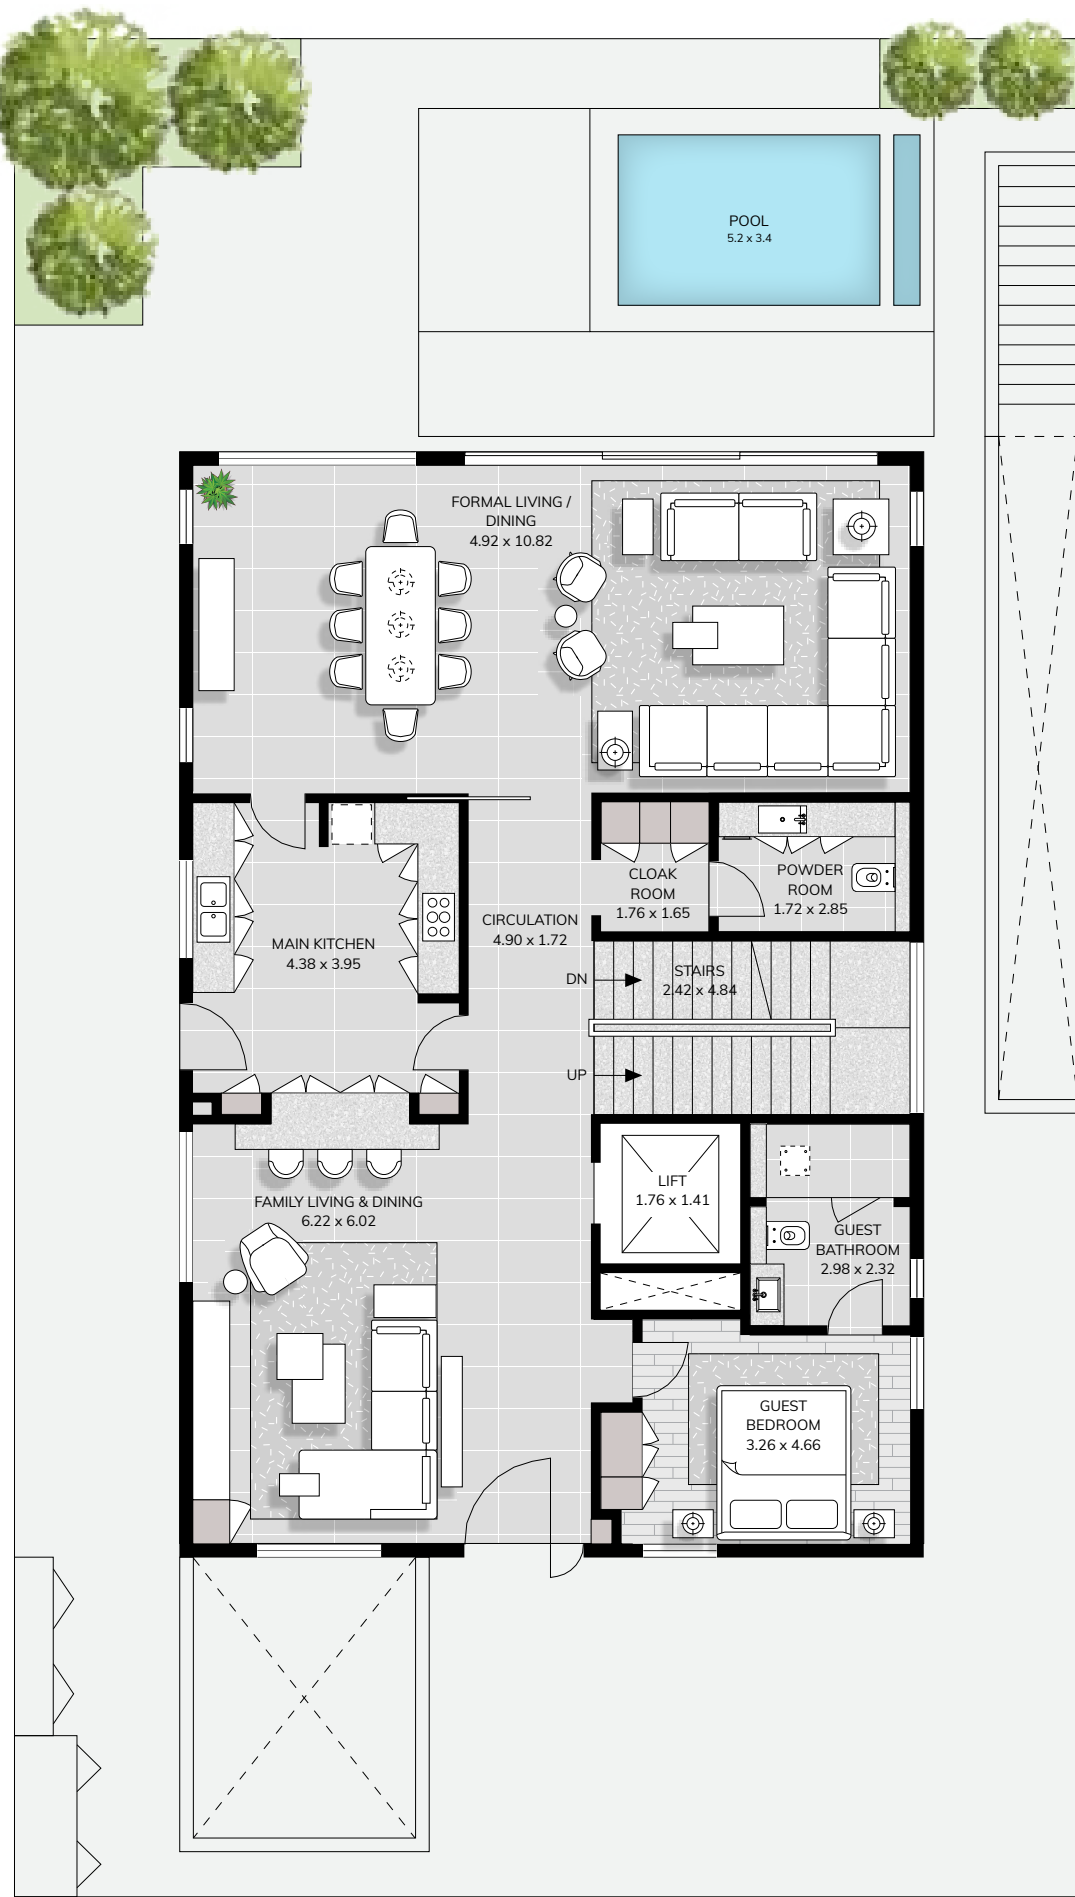 POOL
5.2 x 3.4
FORMAL LIVING /
DINING
4.92 x 10.82
CLOAK
ROOM
1.76 x 1.65
POWDER
ROOM
1.72 x 2.85
CIRCULATION
4.90 x 1.72
MAIN KITCHEN
4.38 x 3.95
DN
STAIRS
2.42 x 4.84
UP
LIFT
1.76 x 1.41
FAMILY LIVING & DINING
6.22 x 6.02
GUEST
BATHROOM
2.98 x 2.32
GUEST
BEDROOM
3.26 x 4.66